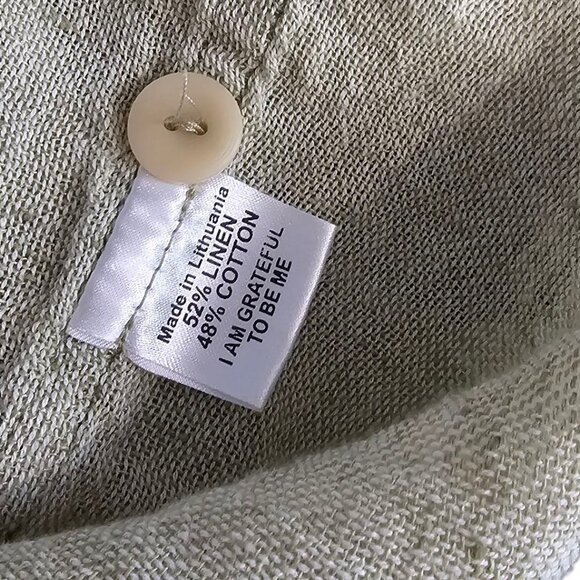 Made in Lithuania
52% LINEN
48% COTTON
I AM GRATEFUL
TO BE ME